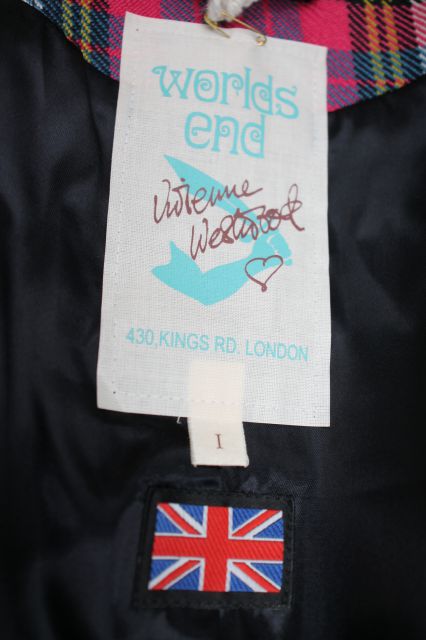 worlds
end
Vivienne
Westwood
430,KINGS RD. LONDON
I